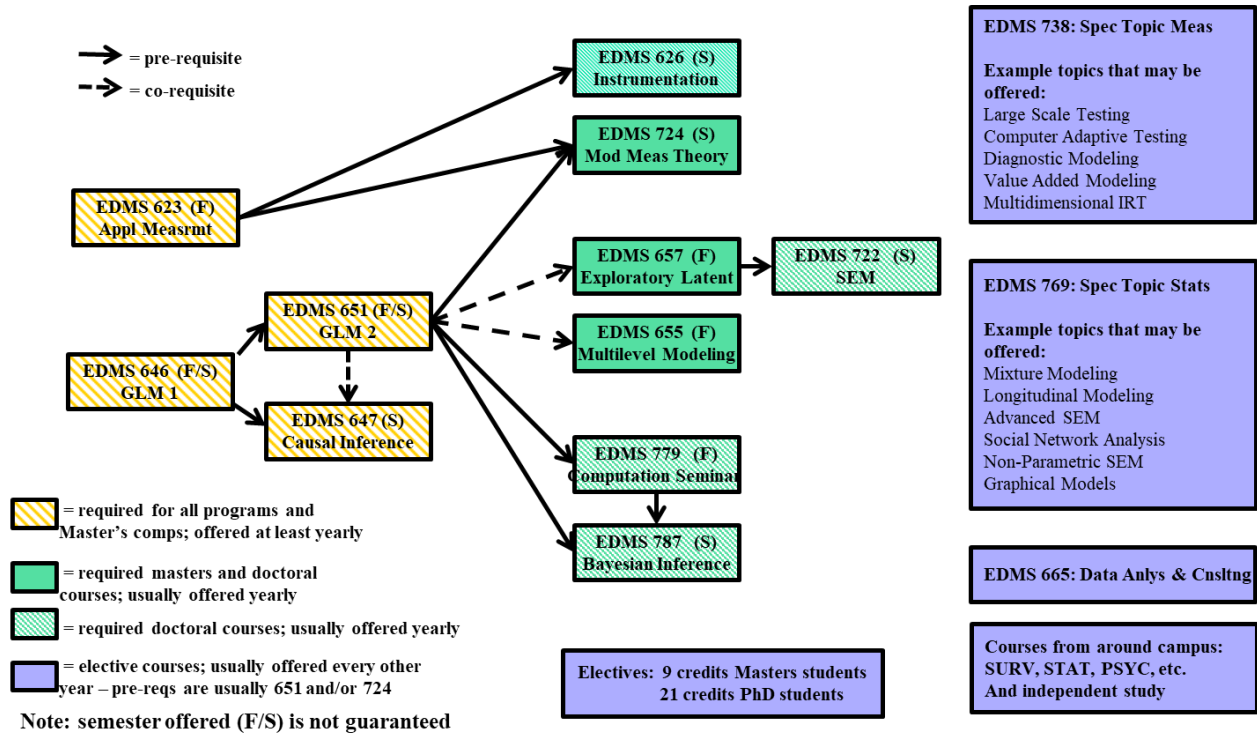 = pre-requisite
= co-requisite
EDMS 623 (F)
Appl Measrmt
EDMS 646 (F/S)
GLM 1
EDMS 651 (F/S)
GLM 2
EDMS 647 (S)
Causal Inference
EDMS 626 (S)
Instrumentation
EDMS 724 (S)
Mod Meas Theory
EDMS 657 (F)
Exploratory Latent
EDMS 722 (S)
SEM
EDMS 655 (F)
Multilevel Modeling
EDMS 779 (F)
Computation Seminar
EDMS 787 (S)
Bayesian Inference
EDMS 738: Spec Topic Meas
Example topics that may be
offered:
Large Scale Testing
Computer Adaptive Testing
Diagnostic Modeling
Value Added Modeling
Multidimensional IRT
EDMS 769: Spec Topic Stats
Example topics that may be
offered:
Mixture Modeling
Longitudinal Modeling
Advanced SEM
Social Network Analysis
Non-Parametric SEM
Graphical Models
EDMS 665: Data Anlys & Cnsltng
Courses from around campus:
SURV, STAT, PSYC, etc.
And independent study
= required for all programs and
Master's comps; offered at least yearly
= required masters and doctoral
courses; usually offered yearly
= required doctoral courses; usually offered yearly
= elective courses; usually offered every other
year – pre-reqs are usually 651 and/or 724
Electives: 9 credits Masters students
21 credits PhD students
Note: semester offered (F/S) is not guaranteed